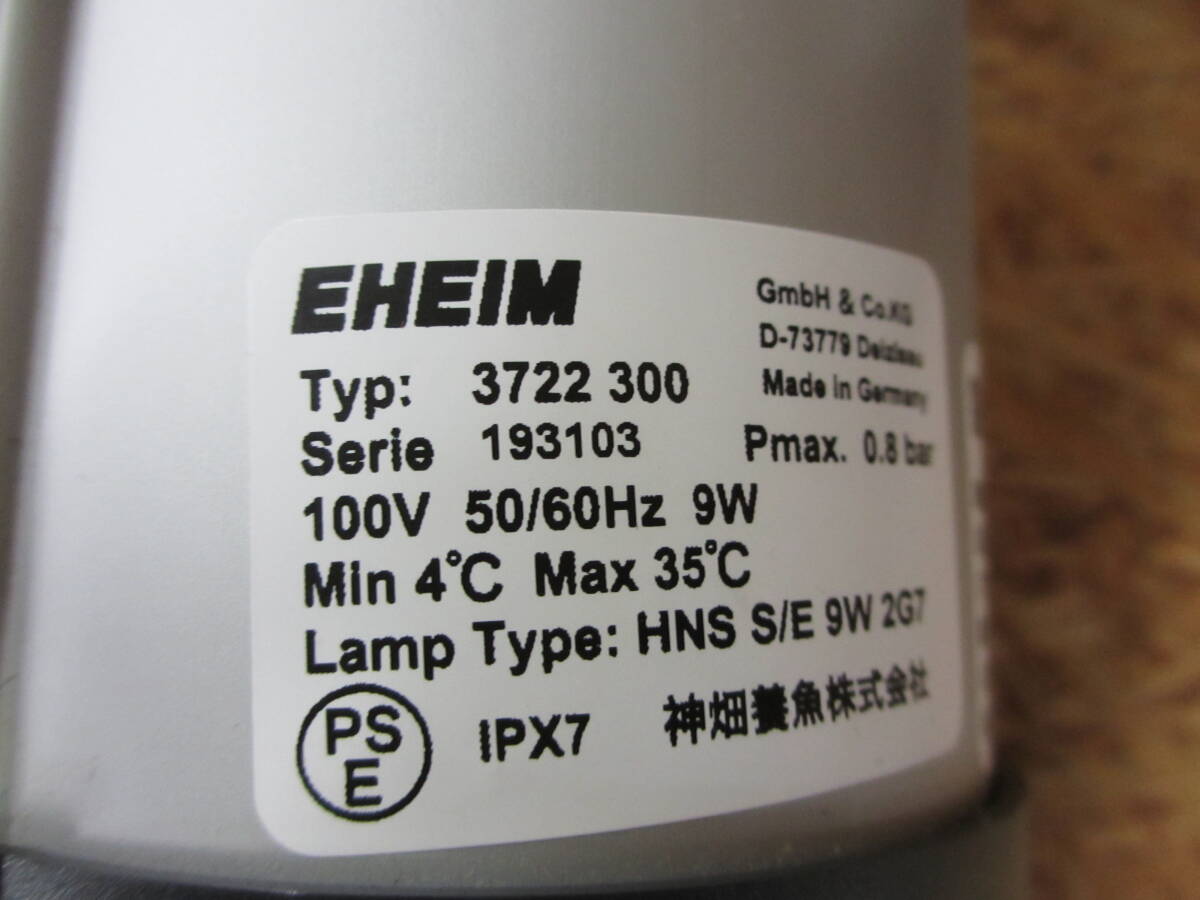 EHEIM
GmbH & Co.KG
D-73779 Deizisau
Made in Germany
Typ: 3722 300
Serie 193103
Pmax. 0.8 bar
100V 50/60Hz 9W
Min 4℃ Max 35℃
Lamp Type: HNS S/E 9W 2G7
PS
E
IPX7
神畑養魚株式会社